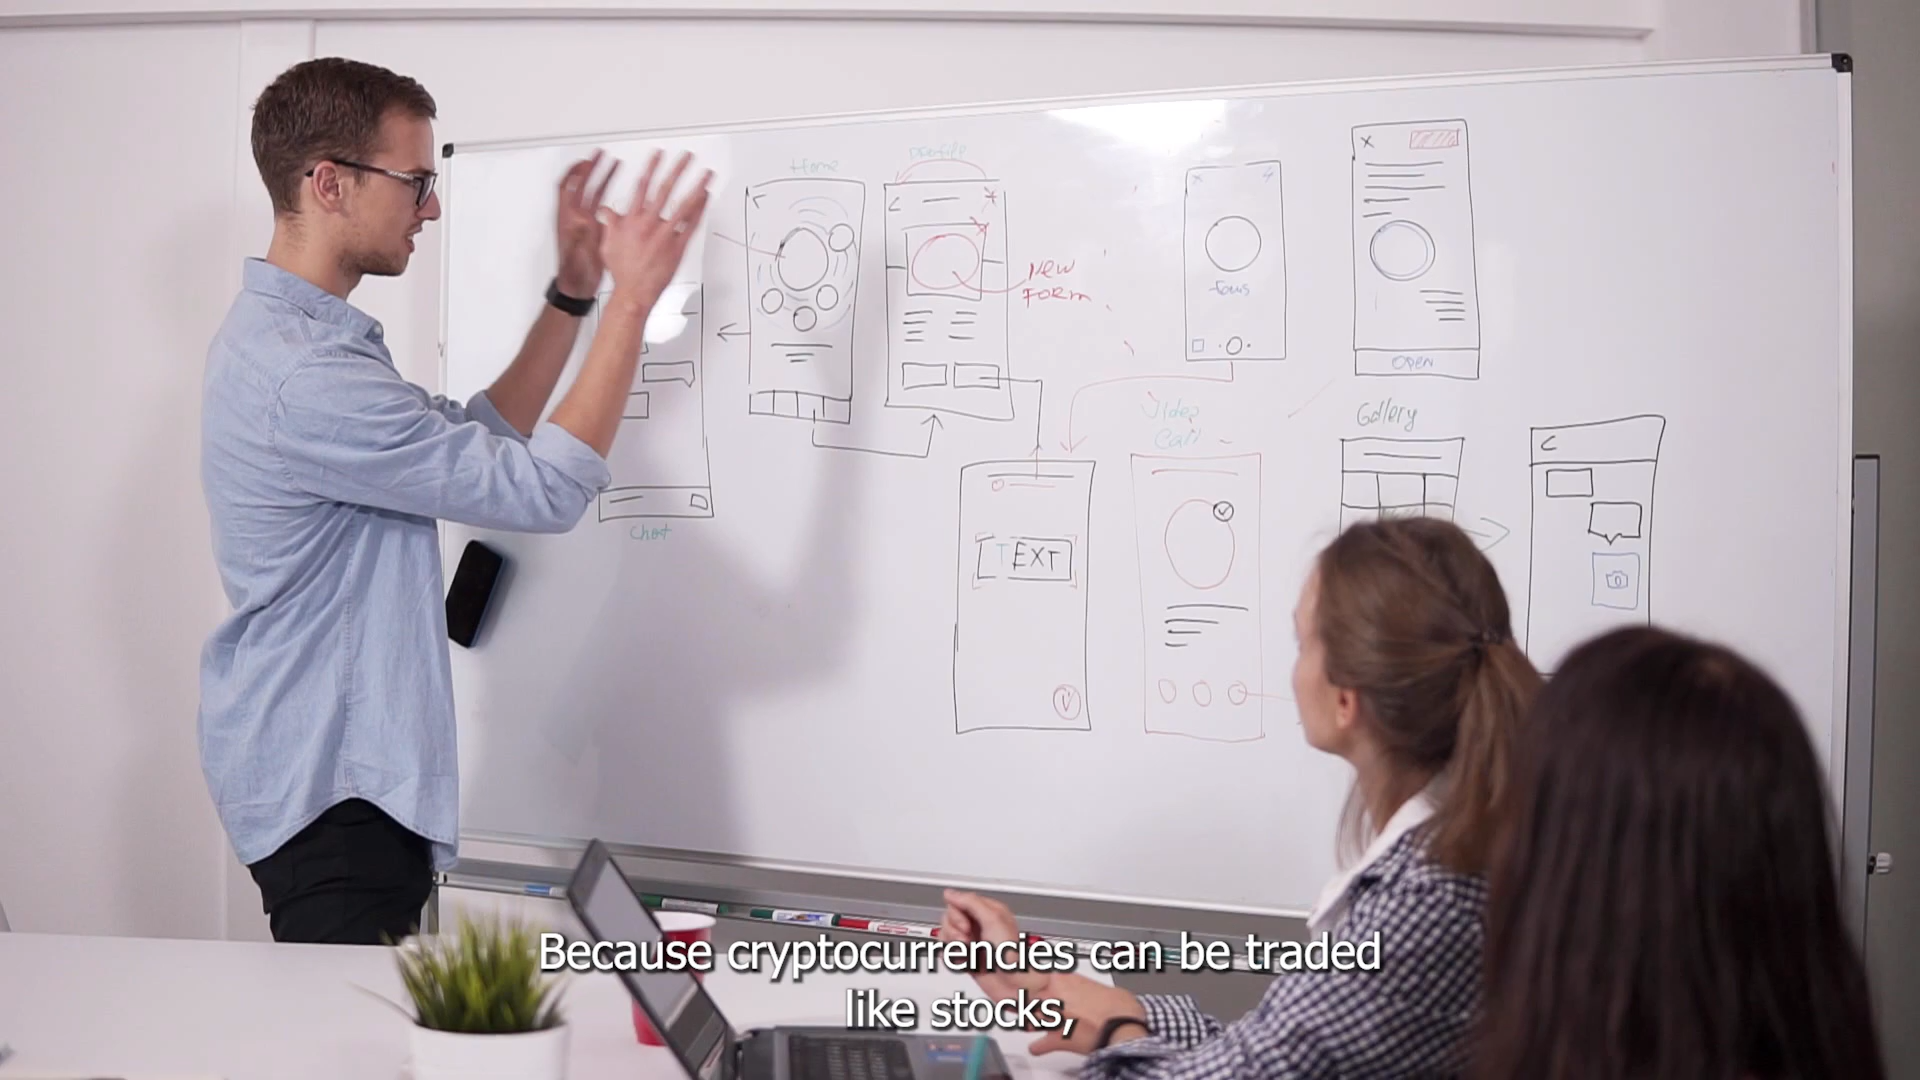 Home
Profile
New
FORM
focus
OPEN
Video
Call
Gallery
TEXT
Chat
Because cryptocurrencies can be traded
like stocks,